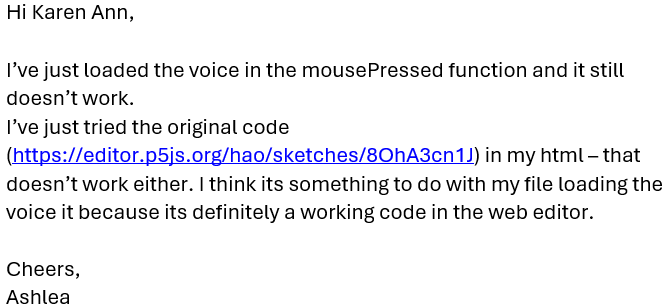 Hi Karen Ann,
I’ve just loaded the voice in the mousePressed function and it still
doesn’t work.
I’ve just tried the original code
(https://editor.p5js.org/hao/sketches/8OhA3cn1J) in my html – that
doesn’t work either. I think its something to do with my file loading the
voice it because its definitely a working code in the web editor.
Cheers,
Ashlea